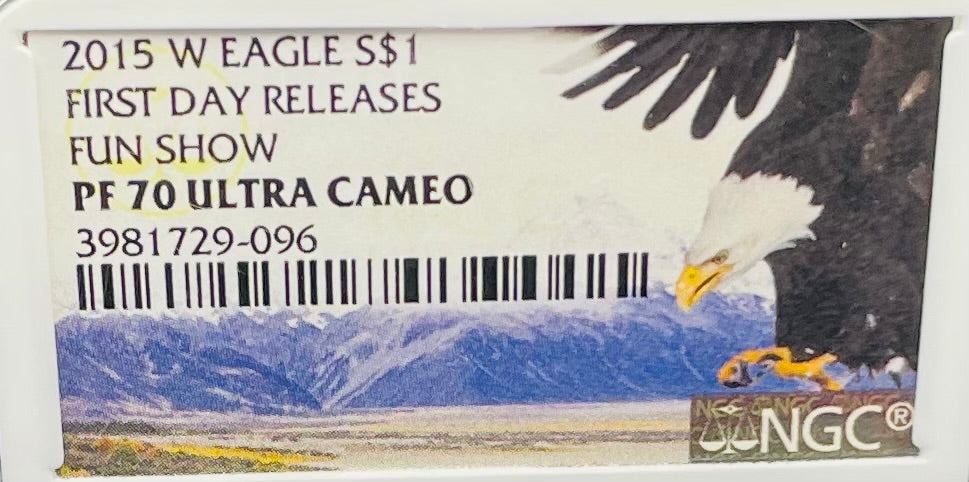 2015 W EAGLE S$1
FIRST DAY RELEASES
FUN SHOW
PF 70 ULTRA CAMEO
3981729-096
NGC®